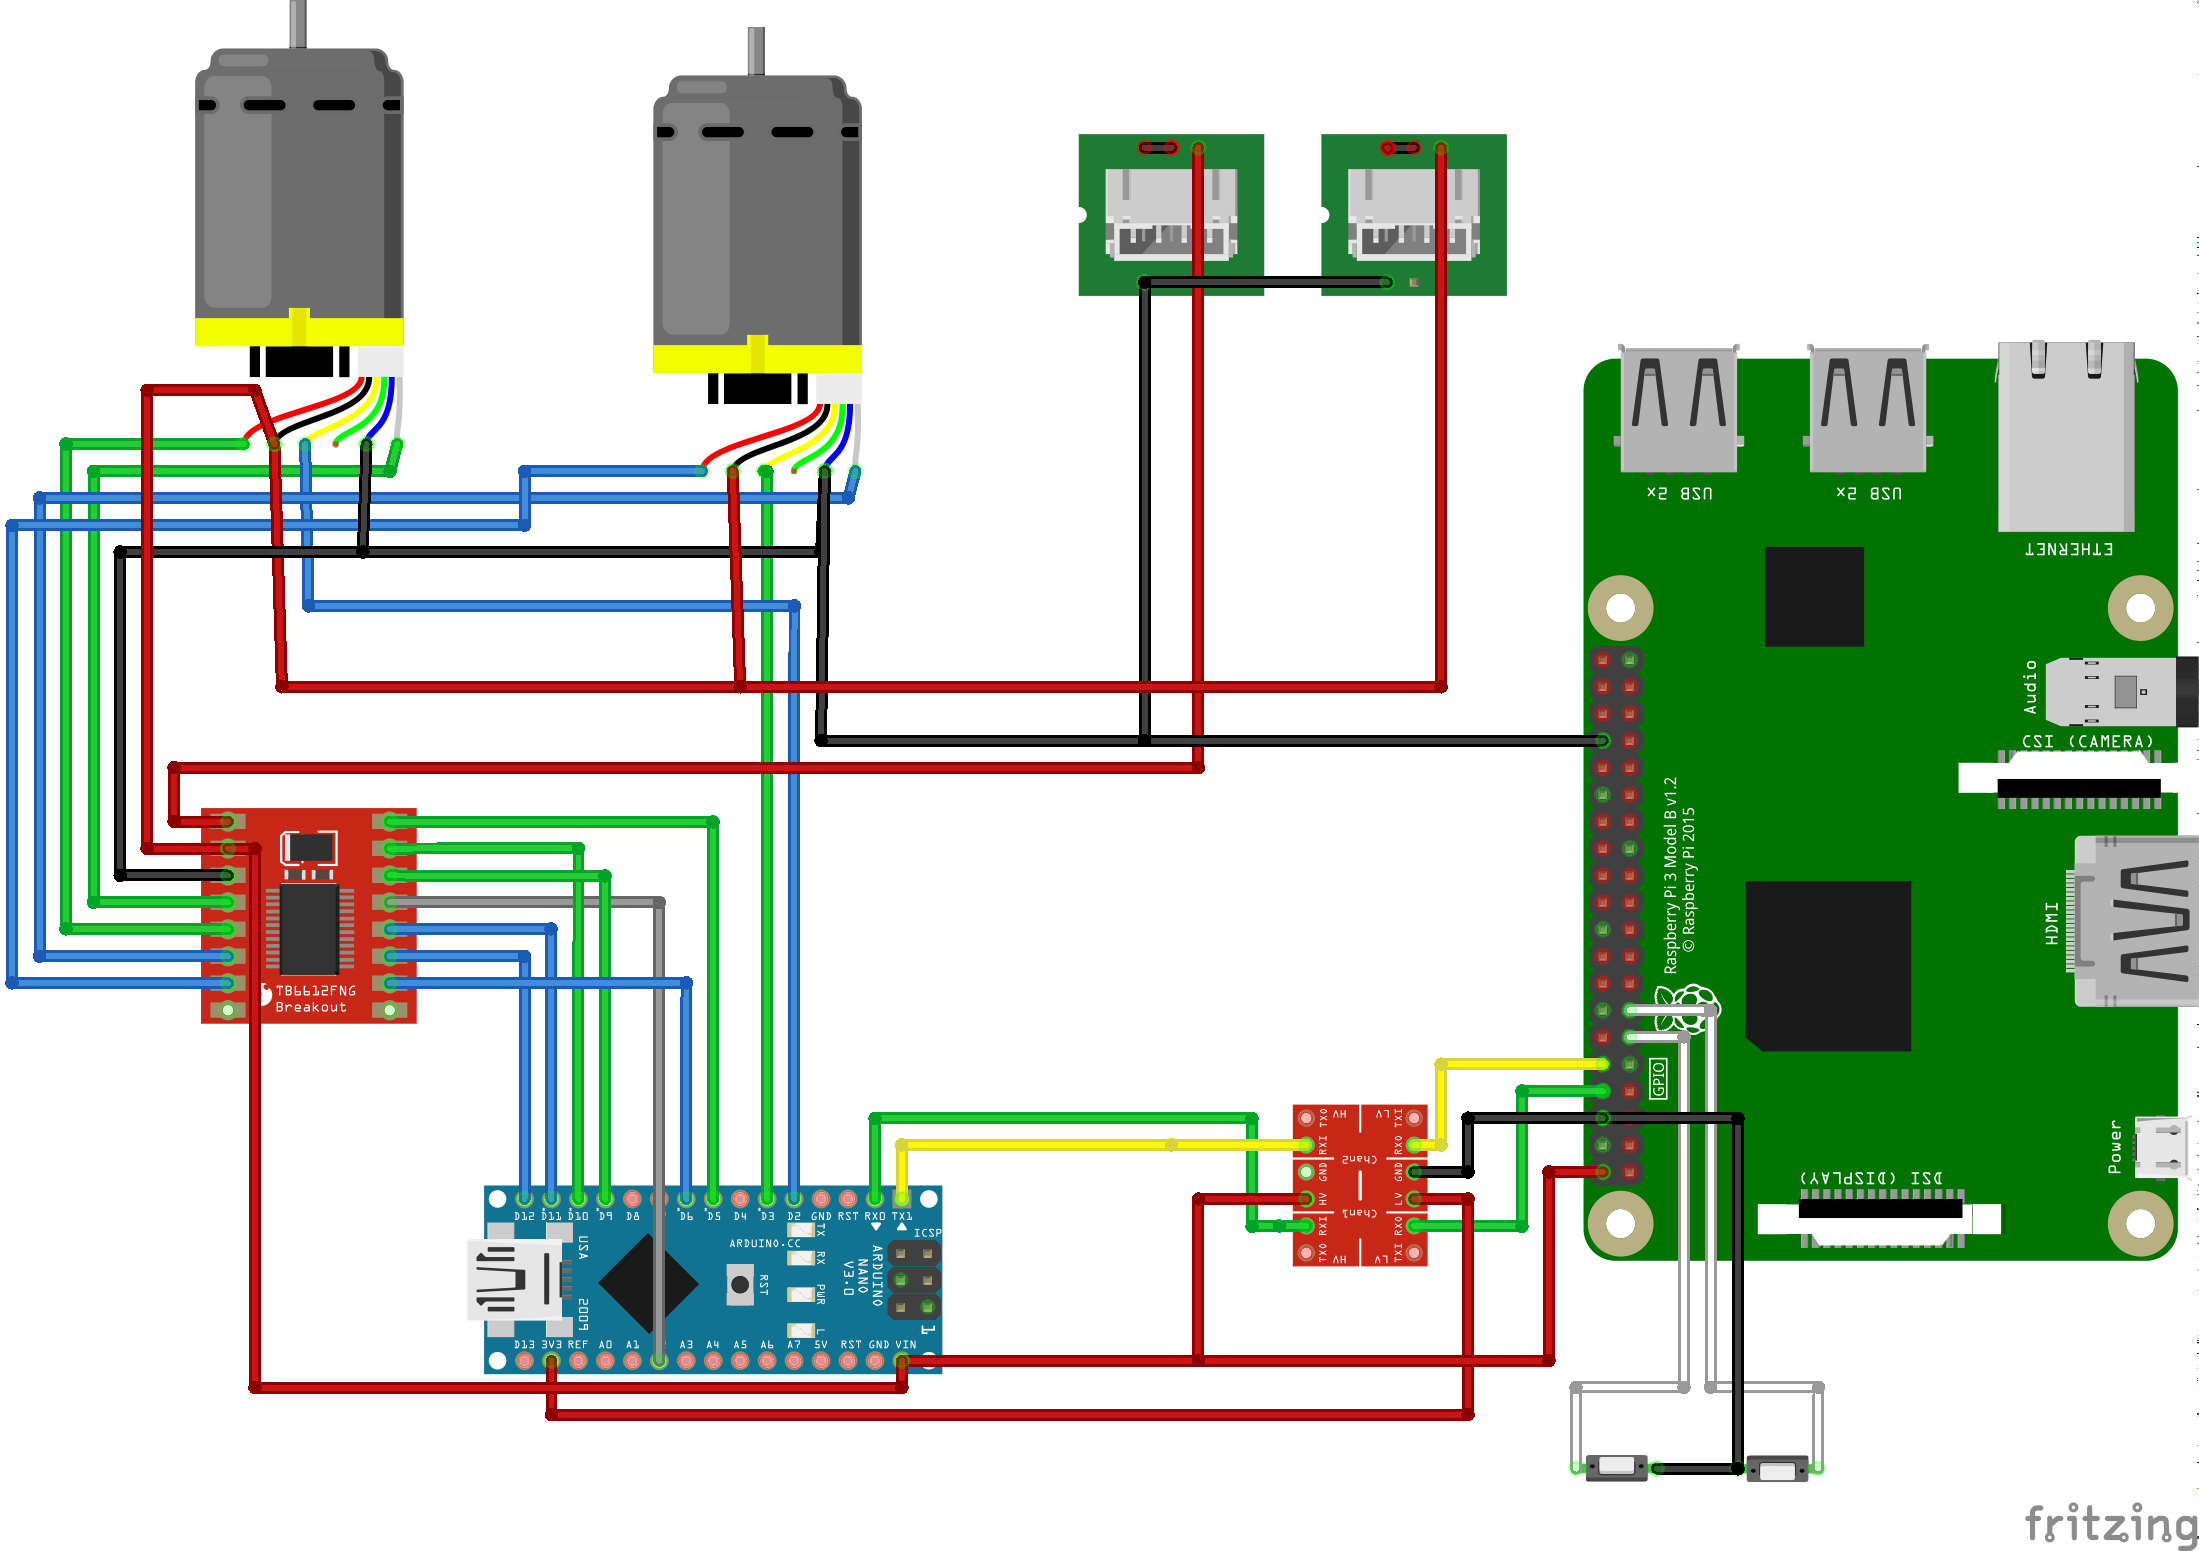 USB 2x
USB 2x
ETHERNET
Audio
CSI (CAMERA)
Raspberry Pi 3 Model B v1.2
© Raspberry Pi 2015
HDMI
TB6612FNG
Breakout
GPIO
Power
DSI (DISPLAY)
TXO
HV
LV
TXI
RXI
RXO
Chan2
GND
GND
HV
LV
Chan1
RXI
RXO
TXO
HV
LV
TXI
D12 D11 D10 D9 D8 D6 D5 D4 D3 D2 GND RST RX0 TX1
TX
RX
PWR
L
ARDUINO.CC
RST
ICSP
ARDUINO
NANO
V3.0
USA
2009
1
D13 3V3 REF A0 A1 A3 A4 A5 A6 A7 5V RST GND VIN
fritzing